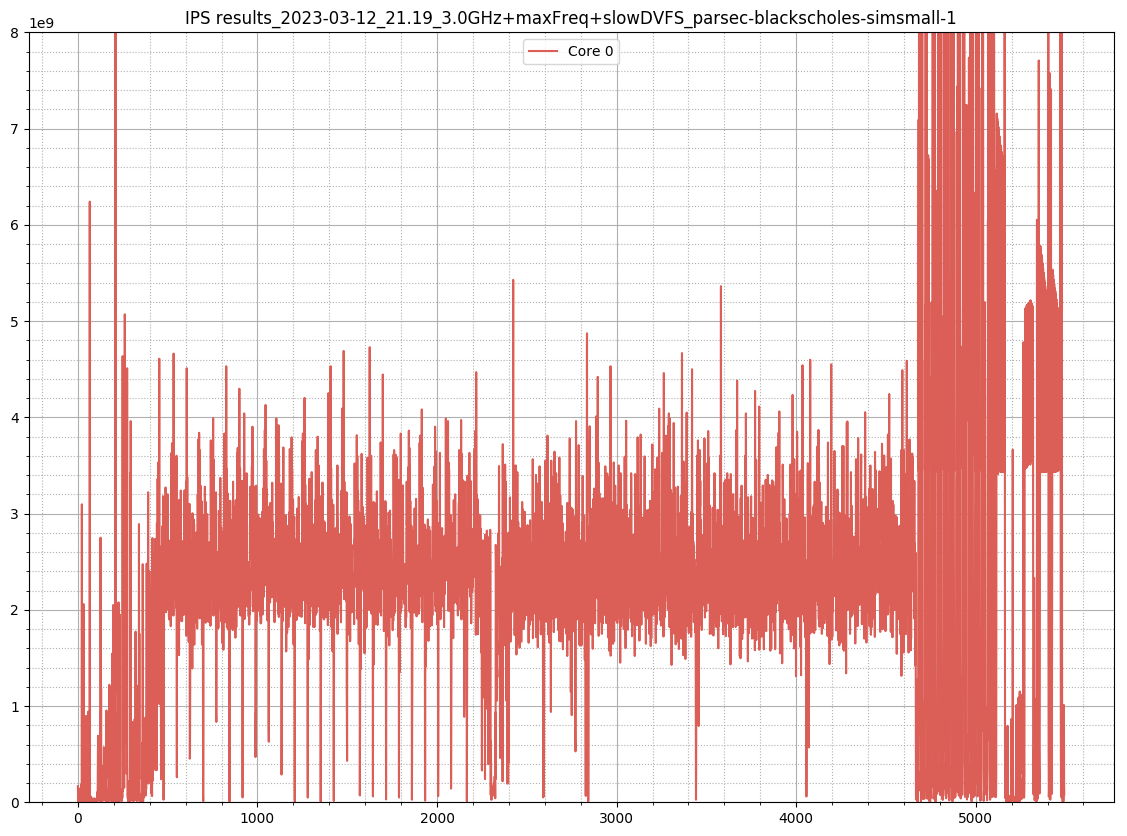 IPS results_2023-03-12_21.19_3.0GHz+maxFreq+slowDVFS_parsec-blackscholes-simsmall-1
1e9
Core 0
8
7
6
5
4
3
2
1
0
0 1000 2000 3000 4000 5000